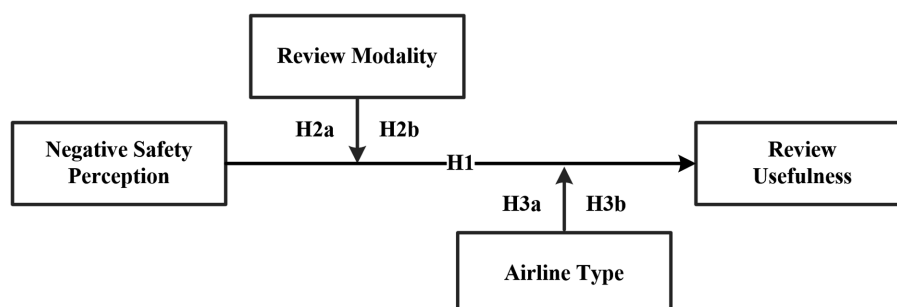 Review Modality
H2a H2b
Negative Safety
Perception
H1
Review
Usefulness
H3a H3b
Airline Type